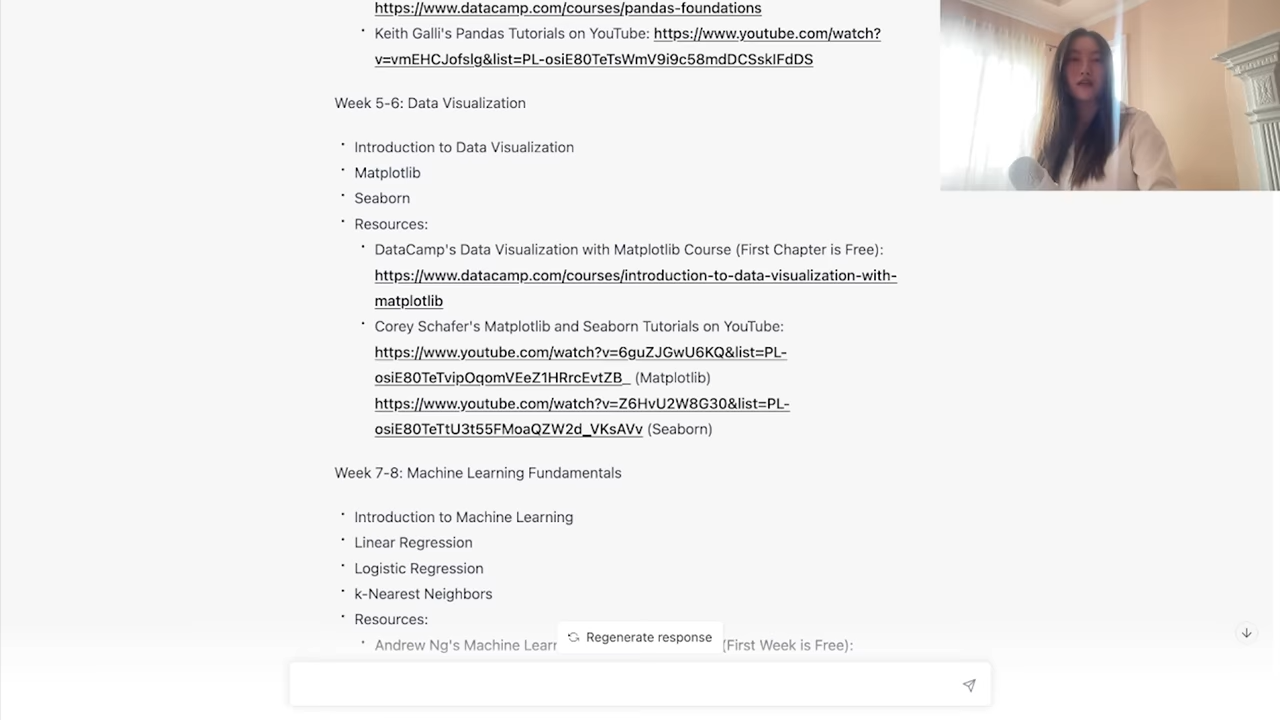 https://www.datacamp.com/courses/pandas-foundations
Keith Galli's Pandas Tutorials on YouTube: https://www.youtube.com/watch?
v=vmEHCJofslg&list=PL-osiE80TeTsWmV9i9c58mdDCSskIFdDS
Week 5-6: Data Visualization
Introduction to Data Visualization
Matplotlib
Seaborn
Resources:
DataCamp's Data Visualization with Matplotlib Course (First Chapter is Free):
https://www.datacamp.com/courses/introduction-to-data-visualization-with-
matplotlib
Corey Schafer's Matplotlib and Seaborn Tutorials on YouTube:
https://www.youtube.com/watch?v=6guZJGwU6KQ&list=PL-
osiE80TeTvipOqomVEeZ1HRrcEvtZB_ (Matplotlib)
https://www.youtube.com/watch?v=Z6HvU2W8G30&list=PL-
osiE80TeTtU3t55FMoaQZW2d_VKsAVv (Seaborn)
Week 7-8: Machine Learning Fundamentals
Introduction to Machine Learning
Linear Regression
Logistic Regression
k-Nearest Neighbors
Resources:
Regenerate response
Andrew Ng's Machine (First Week is Free):